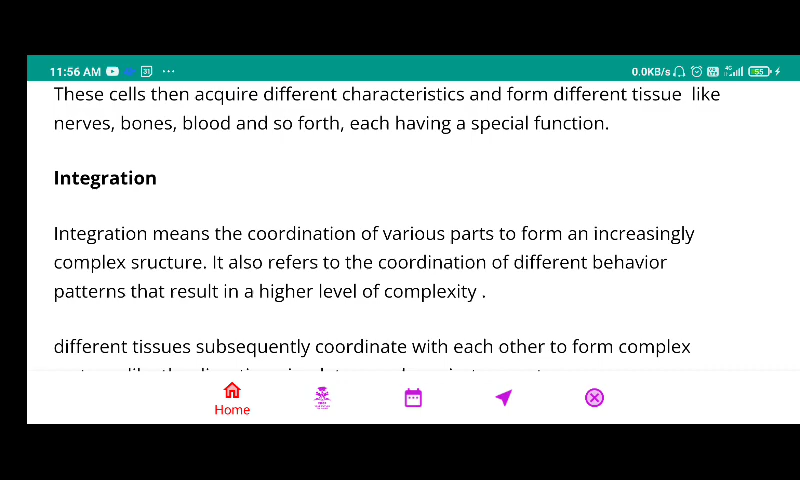 11:56 AM 31 ... 0.0KB/s 4G 55
These cells then acquire different characteristics and form different tissue like
nerves, bones, blood and so forth, each having a special function.
Integration
Integration means the coordination of various parts to form an increasingly
complex sructure. It also refers to the coordination of different behavior
patterns that result in a higher level of complexity .
different tissues subsequently coordinate with each other to form complex
Home